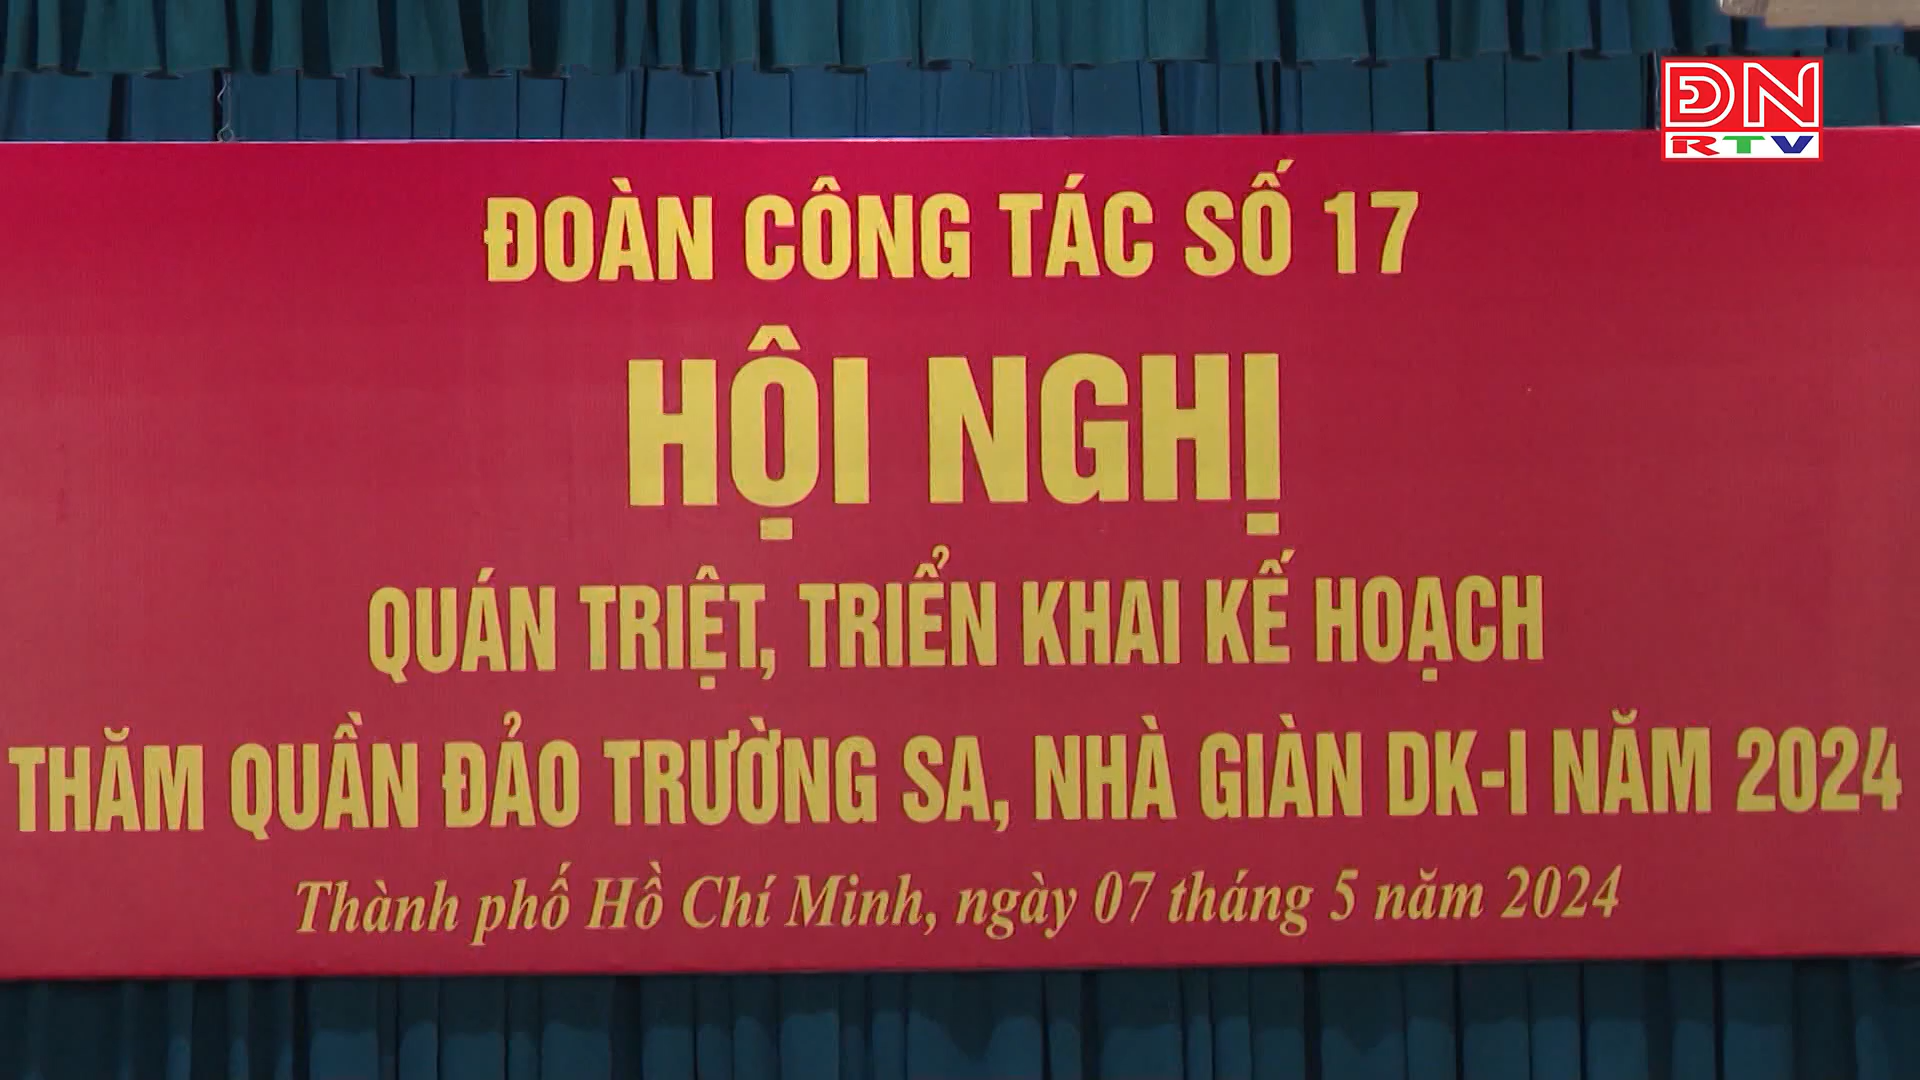 ĐN
RTV
ĐOÀN CÔNG TÁC SỐ 17
HỘI NGHỊ
QUÁN TRIỆT, TRIỂN KHAI KẾ HOẠCH
THĂM QUẦN ĐẢO TRƯỜNG SA, NHÀ GIÀN DK-I NĂM 2024
Thành phố Hồ Chí Minh, ngày 07 tháng 5 năm 2024